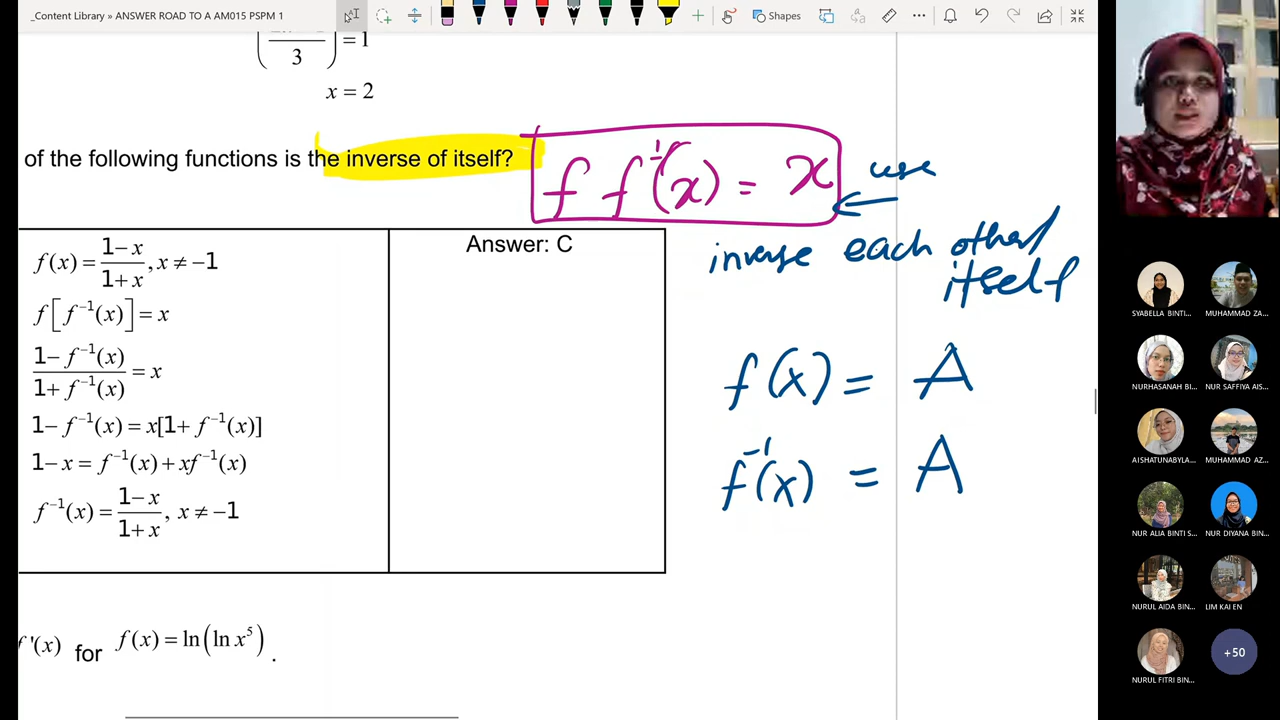 _Content Library » ANSWER ROAD TO A AM015 PSPM 1
Shapes
3
= 1
x = 2
of the following functions is the inverse of itself?
f f⁻¹(x) = x
use
inverse each other/
itself
f(x) = (1−x)/(1+x), x ≠ −1
f[f⁻¹(x)] = x
(1−f⁻¹(x))/(1+f⁻¹(x)) = x
1−f⁻¹(x) = x[1+f⁻¹(x)]
1−x = f⁻¹(x)+xf⁻¹(x)
f⁻¹(x) = (1−x)/(1+x), x ≠ −1
Answer: C
f(x) = A
f⁻¹(x) = A
f'(x) for f(x) = ln(ln x⁵).
SYABELLA BINTI...
MUHAMMAD ZA...
NURHASANAH BI...
NUR SAFFIYA AIS...
AISHATUNABYLA...
MUHAMMAD AZ...
NUR ALIA BINTI S...
NUR DIYANA BIN...
NURUL AIDA BIN...
LIM KAI EN
NURUL FITRI BIN...
+50